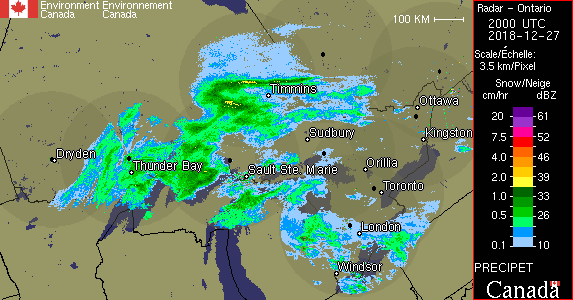 Environment Environnement
Canada Canada
100 KM
Timmins
Ottawa
Sudbury
Kingston
Dryden
Thunder Bay
Sault Ste. Marie
Orillia
Toronto
London
Windsor
Radar - Ontario
2000 UTC
2018-12-27
Scale/Échelle:
3.5 km/Pixel
Snow/Neige
cm/hr dBZ
20 61
7.5 52
4.0 46
2.0 39
1.0 33
0.5 26
0.1 10
PRECIPET
Canada